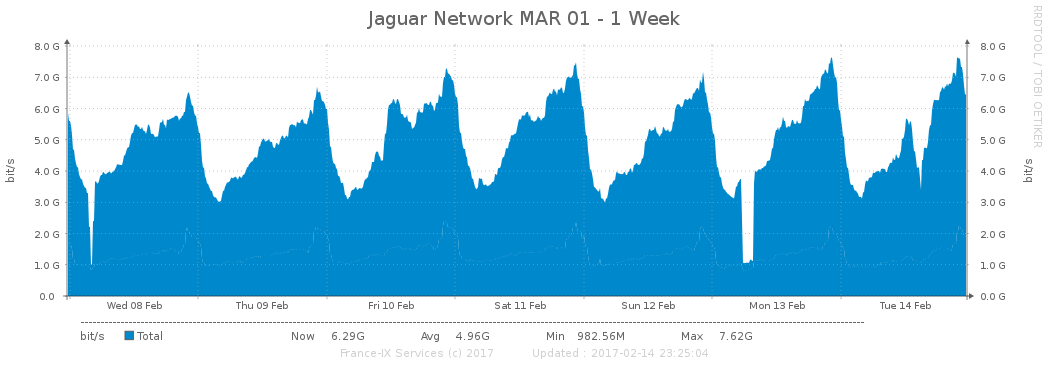 Jaguar Network MAR 01 - 1 Week
RRDTOOL / TOBI OETIKER
8.0 G 8.0 G
7.0 G 7.0 G
6.0 G 6.0 G
5.0 G 5.0 G
bit/s 4.0 G 4.0 G bit/s
3.0 G 3.0 G
2.0 G 2.0 G
1.0 G 1.0 G
0.0 0.0 G
Wed 08 Feb Thu 09 Feb Fri 10 Feb Sat 11 Feb Sun 12 Feb Mon 13 Feb Tue 14 Feb
bit/s Total Now 6.29G Avg 4.96G Min 982.56M Max 7.62G
France-IX Services (c) 2017 Updated : 2017-02-14 23:25:04